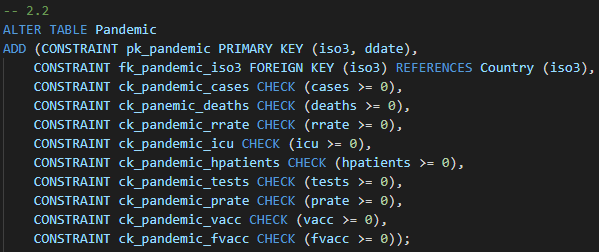 -- 2.2
ALTER TABLE Pandemic
ADD (CONSTRAINT pk_pandemic PRIMARY KEY (iso3, ddate),
CONSTRAINT fk_pandemic_iso3 FOREIGN KEY (iso3) REFERENCES Country (iso3),
CONSTRAINT ck_pandemic_cases CHECK (cases >= 0),
CONSTRAINT ck_panemic_deaths CHECK (deaths >= 0),
CONSTRAINT ck_pandemic_rrate CHECK (rrate >= 0),
CONSTRAINT ck_pandemic_icu CHECK (icu >= 0),
CONSTRAINT ck_pandemic_hpatients CHECK (hpatients >= 0),
CONSTRAINT ck_pandemic_tests CHECK (tests >= 0),
CONSTRAINT ck_pandemic_prate CHECK (prate >= 0),
CONSTRAINT ck_pandemic_vacc CHECK (vacc >= 0),
CONSTRAINT ck_pandemic_fvacc CHECK (fvacc >= 0));